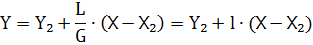 Y = Y₂ + L/G · (X − X₂) = Y₂ + l · (X − X₂)